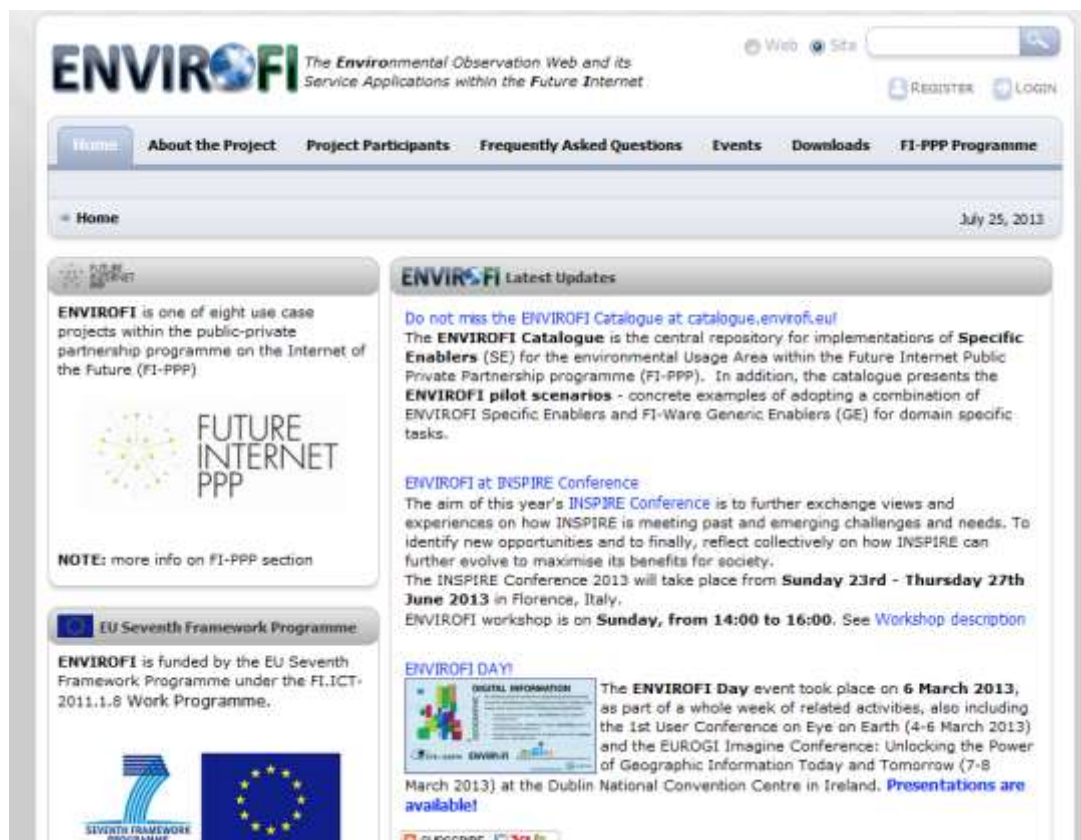 ENVIROFI
The Environmental Observation Web and its
Service Applications within the Future Internet
Web Site
REGISTER LOGIN
Home About the Project Project Participants Frequently Asked Questions Events Downloads FI-PPP Programme
Home
July 25, 2013
FUTURE
INTERNET
PPP
ENVIROFI is one of eight use case
projects within the public-private
partnership programme on the Internet of
the Future (FI-PPP)
FUTURE
INTERNET
PPP
NOTE: more info on FI-PPP section
EU Seventh Framework Programme
ENVIROFI is funded by the EU Seventh
Framework Programme under the FI.ICT-
2011.1.8 Work Programme.
SEVENTH FRAMEWORK
PROGRAMME
ENVIROFI Latest Updates
Do not miss the ENVIROFI Catalogue at catalogue.envirofi.eu!
The ENVIROFI Catalogue is the central repository for implementations of Specific
Enablers (SE) for the environmental Usage Area within the Future Internet Public
Private Partnership programme (FI-PPP). In addition, the catalogue presents the
ENVIROFI pilot scenarios - concrete examples of adopting a combination of
ENVIROFI Specific Enablers and FI-Ware Generic Enablers (GE) for domain specific
tasks.
ENVIROFI at INSPIRE Conference
The aim of this year's INSPIRE Conference is to further exchange views and
experiences on how INSPIRE is meeting past and emerging challenges and needs. To
identify new opportunities and to finally, reflect collectively on how INSPIRE can
further evolve to maximise its benefits for society.
The INSPIRE Conference 2013 will take place from Sunday 23rd - Thursday 27th
June 2013 in Florence, Italy.
ENVIROFI workshop is on Sunday, from 14:00 to 16:00. See Workshop description
ENVIROFI DAY!
DIGITAL INFORMATION
ENVIROFI
The ENVIROFI Day event took place on 6 March 2013,
as part of a whole week of related activities, also including
the 1st User Conference on Eye on Earth (4-6 March 2013)
and the EUROGI Imagine Conference: Unlocking the Power
of Geographic Information Today and Tomorrow (7-8
March 2013) at the Dublin National Convention Centre in Ireland. Presentations are
available!
SUBSCRIBE